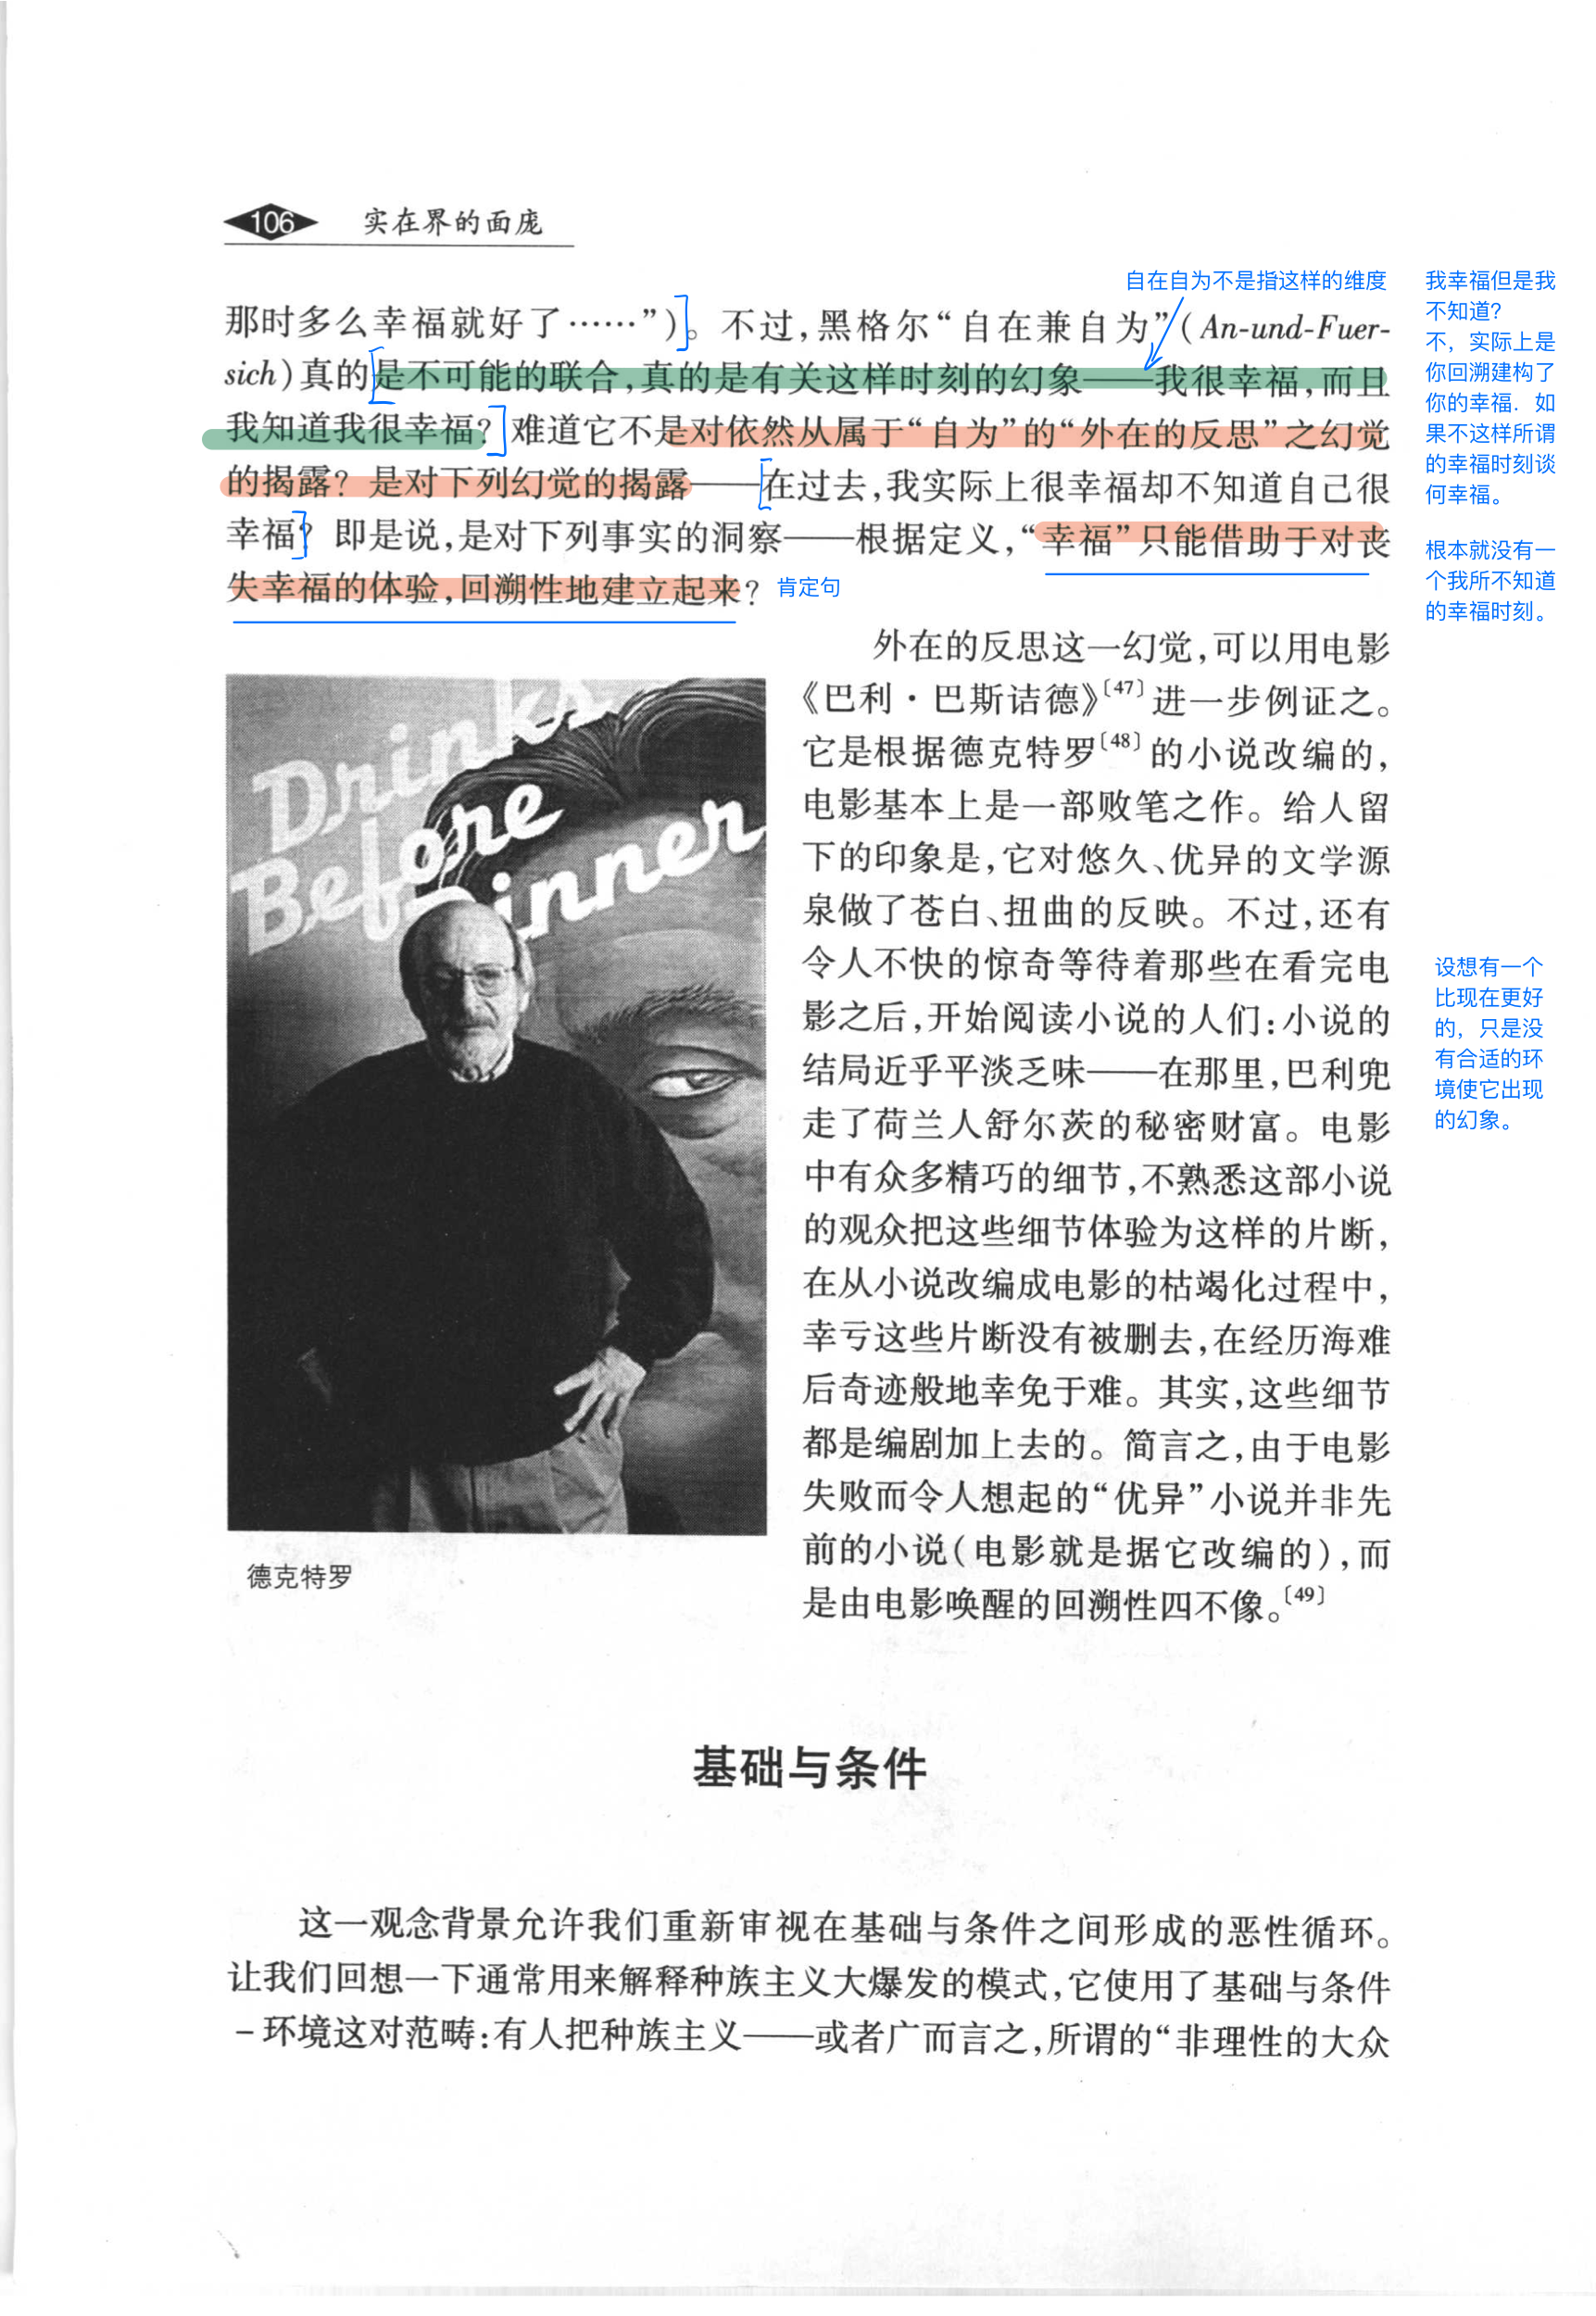 106 实在界的面庞
自在自为不是指这样的维度
那时多么幸福就好了……”)。不过,黑格尔“自在兼自为”(An-und-Fuer-
sich)真的是不可能的联合,真的是有关这样时刻的幻象——我很幸福,而且
我知道我很幸福?难道它不是对依然从属于“自为”的“外在的反思”之幻觉
的揭露?是对下列幻觉的揭露——在过去,我实际上很幸福却不知道自己很
幸福?即是说,是对下列事实的洞察——根据定义,“幸福”只能借助于对丧
失幸福的体验,回溯性地建立起来? 肯定句
我幸福但是我
不知道?
不,实际上是
你回溯建构了
你的幸福.如
果不这样所谓
的幸福时刻谈
何幸福。
根本就没有一
个我所不知道
的幸福时刻。
外在的反思这一幻觉,可以用电影
《巴利·巴斯诘德》〔47〕进一步例证之。
它是根据德克特罗〔48〕的小说改编的,
电影基本上是一部败笔之作。给人留
下的印象是,它对悠久、优异的文学源
泉做了苍白、扭曲的反映。不过,还有
令人不快的惊奇等待着那些在看完电
影之后,开始阅读小说的人们:小说的
结局近乎平淡乏味——在那里,巴利兜
走了荷兰人舒尔茨的秘密财富。电影
中有众多精巧的细节,不熟悉这部小说
的观众把这些细节体验为这样的片断,
在从小说改编成电影的枯竭化过程中,
幸亏这些片断没有被删去,在经历海难
后奇迹般地幸免于难。其实,这些细节
都是编剧加上去的。简言之,由于电影
失败而令人想起的“优异”小说并非先
前的小说(电影就是据它改编的),而
是由电影唤醒的回溯性四不像。〔49〕
设想有一个
比现在更好
的,只是没
有合适的环
境使它出现
的幻象。
Drinks
Before
Dinner
德克特罗
基础与条件
这一观念背景允许我们重新审视在基础与条件之间形成的恶性循环。
让我们回想一下通常用来解释种族主义大爆发的模式,它使用了基础与条件
-环境这对范畴:有人把种族主义——或者广而言之,所谓的“非理性的大众